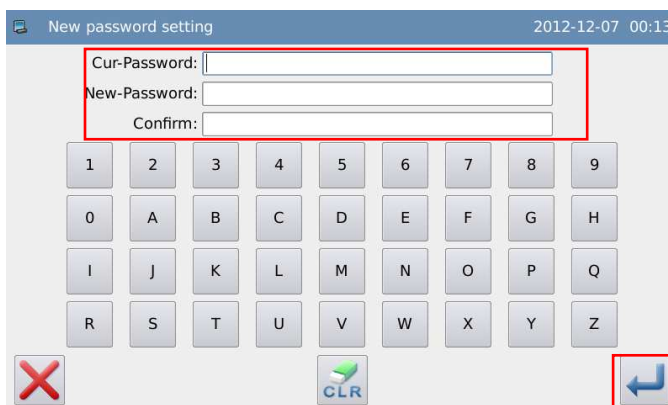 New password setting 2012-12-07 00:13
Cur-Password:
New-Password:
Confirm:
1 2 3 4 5 6 7 8 9
0 A B C D E F G H
I J K L M N O P Q
R S T U V W X Y Z
CLR